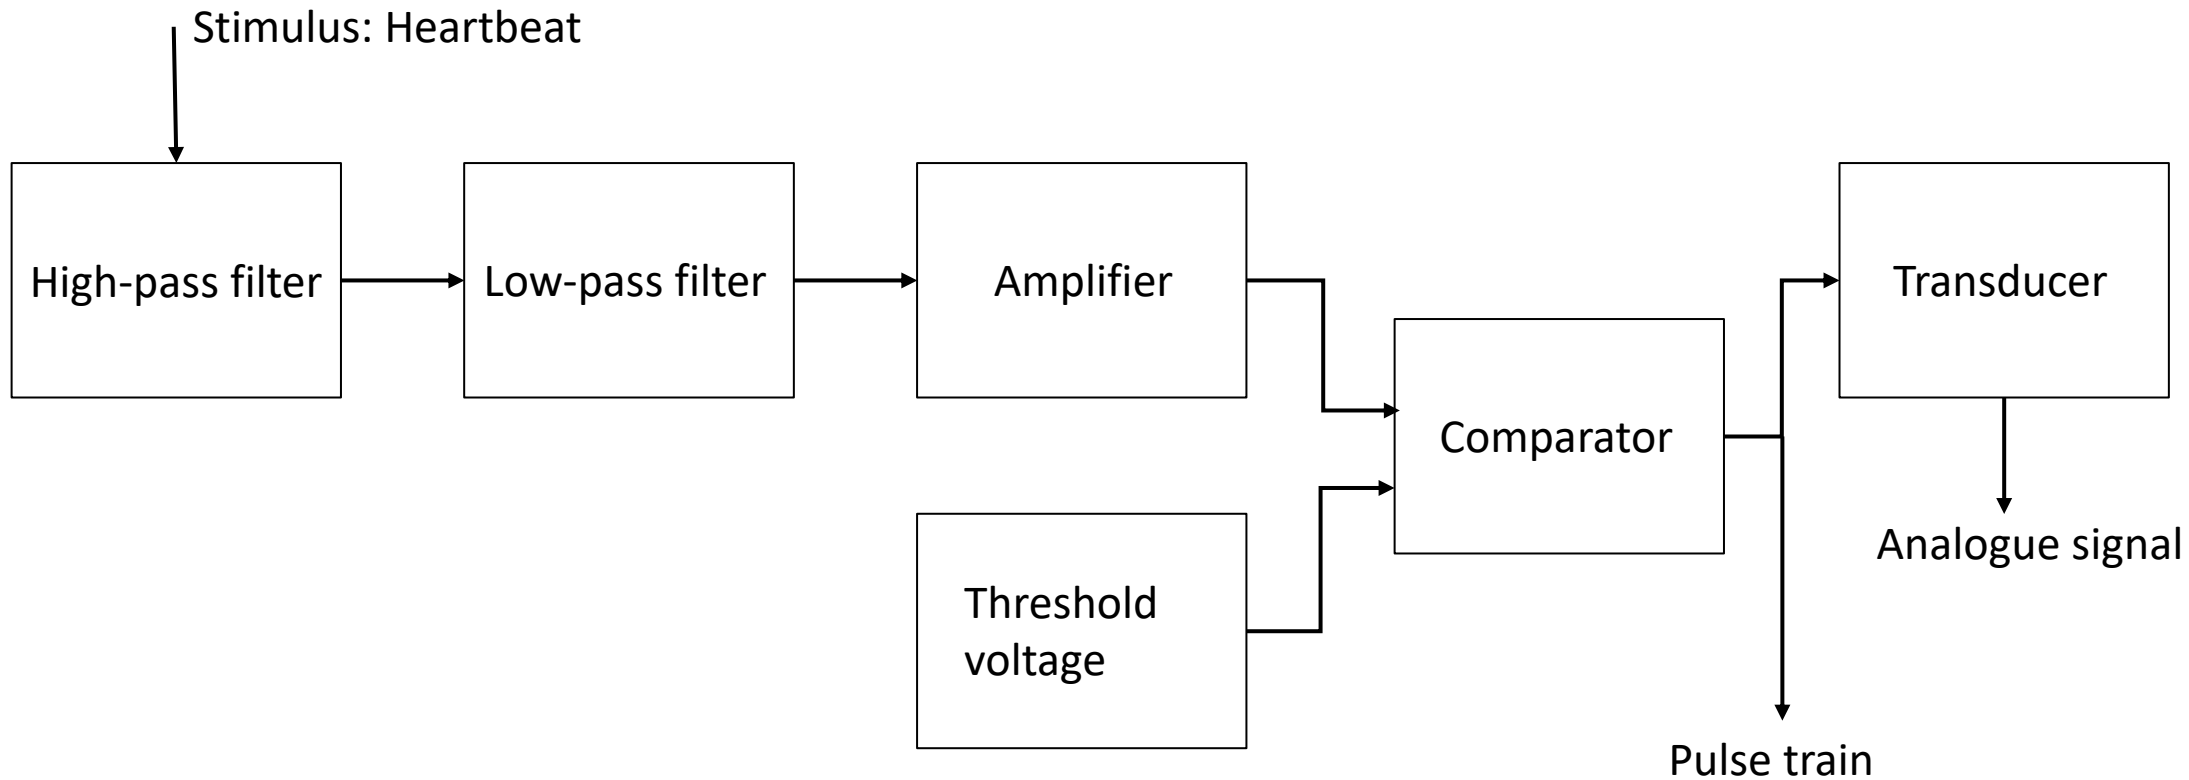 Stimulus: Heartbeat
High-pass filter
Low-pass filter
Amplifier
Transducer
Comparator
Analogue signal
Threshold
voltage
Pulse train